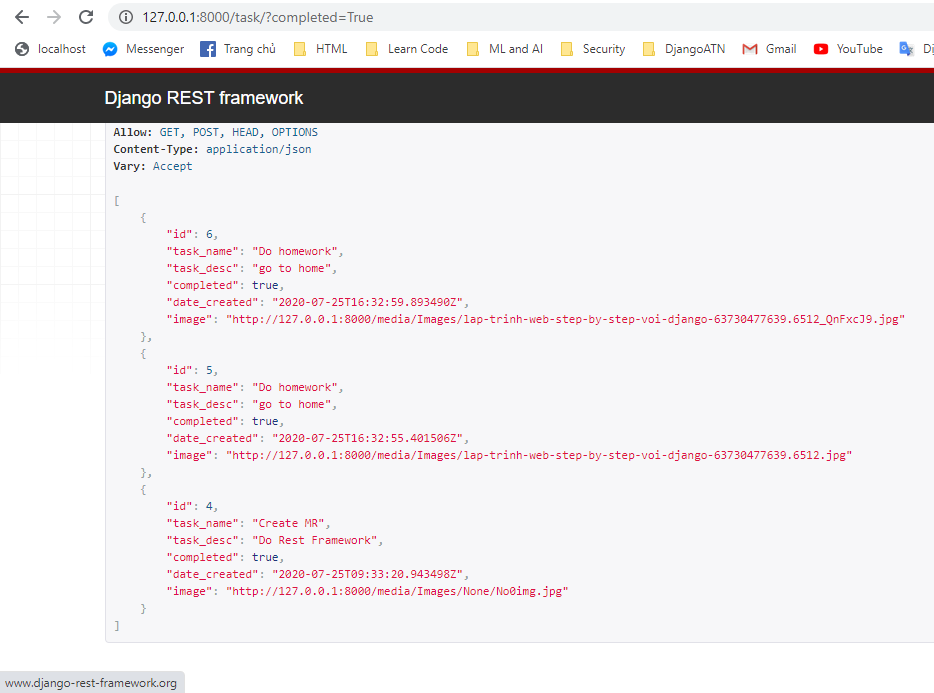 127.0.0.1:8000/task/?completed=True
localhost Messenger Trang chủ HTML Learn Code ML and AI Security DjangoATN Gmail YouTube
Django REST framework
Allow: GET, POST, HEAD, OPTIONS
Content-Type: application/json
Vary: Accept
[
{
"id": 6,
"task_name": "Do homework",
"task_desc": "go to home",
"completed": true,
"date_created": "2020-07-25T16:32:59.893490Z",
"image": "http://127.0.0.1:8000/media/Images/lap-trinh-web-step-by-step-voi-django-63730477639.6512_QnFxcJ9.jpg"
},
{
"id": 5,
"task_name": "Do homework",
"task_desc": "go to home",
"completed": true,
"date_created": "2020-07-25T16:32:55.401506Z",
"image": "http://127.0.0.1:8000/media/Images/lap-trinh-web-step-by-step-voi-django-63730477639.6512.jpg"
},
{
"id": 4,
"task_name": "Create MR",
"task_desc": "Do Rest Framework",
"completed": true,
"date_created": "2020-07-25T09:33:20.943498Z",
"image": "http://127.0.0.1:8000/media/Images/None/No0img.jpg"
}
]
www.django-rest-framework.org